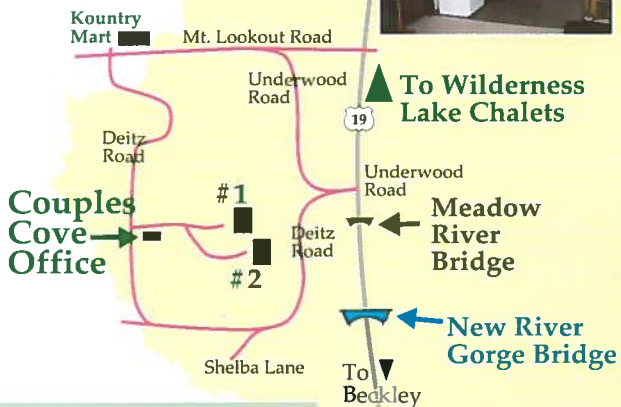 Kountry
Mart
Mt. Lookout Road
Underwood
Road
To Wilderness
Lake Chalets
19
Deitz
Road
Underwood
Road
Couples
Cove
Office
#1
#2
Deitz
Road
Meadow
River
Bridge
New River
Gorge Bridge
Shelba Lane
To
Beckley